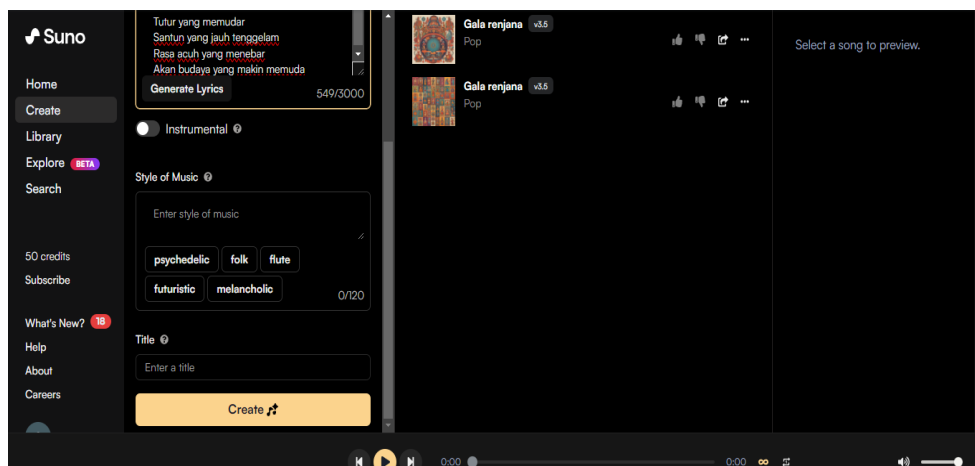 Suno
Home
Create
Library
Explore BETA
Search
50 credits
Subscribe
What's New? 18
Help
About
Careers
Tutur yang memudar
Santun yang jauh tenggelam
Rasa acuh yang menebar
Akan budaya yang makin memuda
Generate Lyrics 549/3000
Instrumental
Style of Music
Enter style of music
psychedelic folk flute
futuristic melancholic
0/120
Title
Enter a title
Create
Gala renjana v3.5
Pop
Gala renjana v3.5
Pop
Select a song to preview.
0:00 0:00